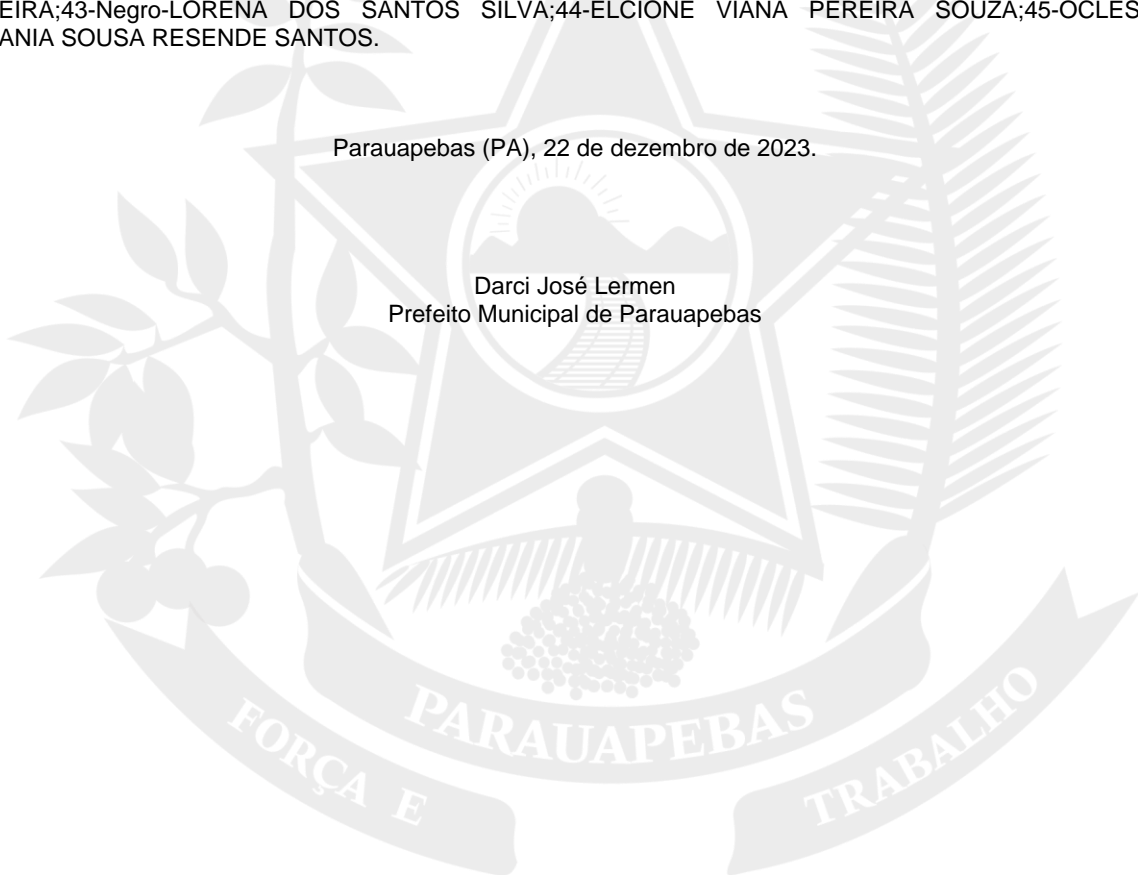 EIRA;43-Negro-LORENA DOS SANTOS SILVA;44-ELCIONE VIANA PEREIRA SOUZA;45-OCLES
ANIA SOUSA RESENDE SANTOS.
Parauapebas (PA), 22 de dezembro de 2023.
Darci José Lermen
Prefeito Municipal de Parauapebas
PARAUAPEBAS
FORÇA E
TRABALHO